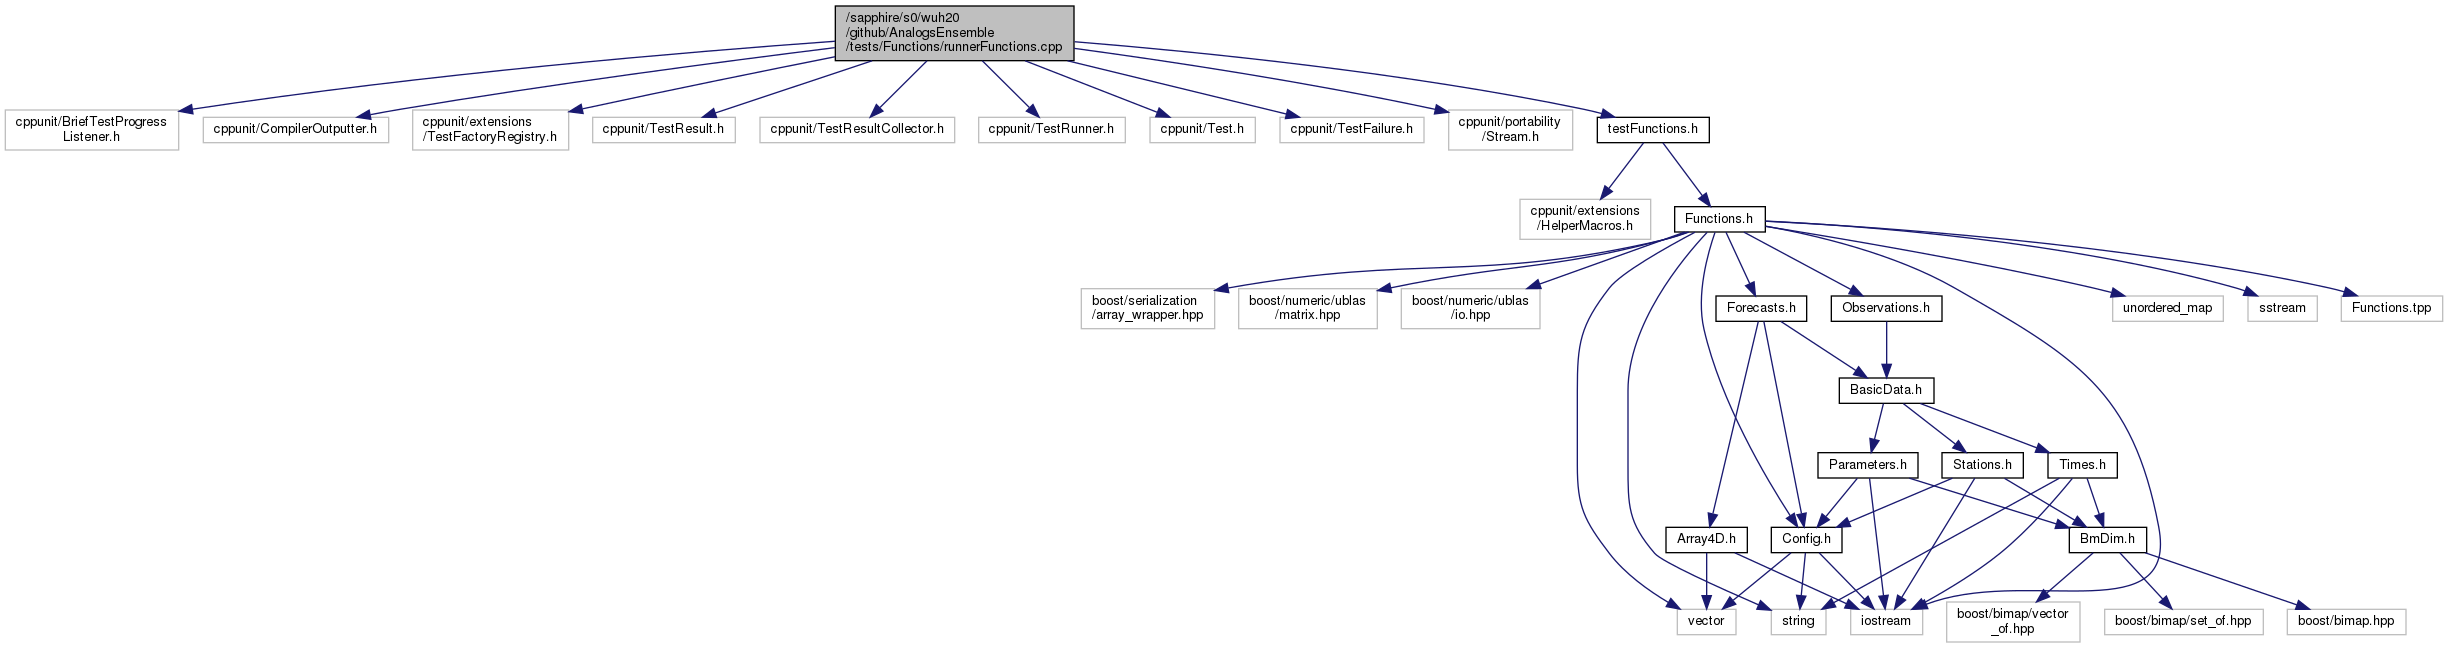 /sapphire/s0/wuh20
/github/AnalogsEnsemble
/tests/Functions/runnerFunctions.cpp
cppunit/BriefTestProgress
Listener.h
cppunit/CompilerOutputter.h
cppunit/extensions
/TestFactoryRegistry.h
cppunit/TestResult.h
cppunit/TestResultCollector.h
cppunit/TestRunner.h
cppunit/Test.h
cppunit/TestFailure.h
cppunit/portability
/Stream.h
testFunctions.h
cppunit/extensions
/HelperMacros.h
Functions.h
boost/serialization
/array_wrapper.hpp
boost/numeric/ublas
/matrix.hpp
boost/numeric/ublas
/io.hpp
Forecasts.h
Observations.h
unordered_map
sstream
Functions.tpp
BasicData.h
Parameters.h
Stations.h
Times.h
Array4D.h
Config.h
BmDim.h
vector
string
iostream
boost/bimap/vector
_of.hpp
boost/bimap/set_of.hpp
boost/bimap.hpp